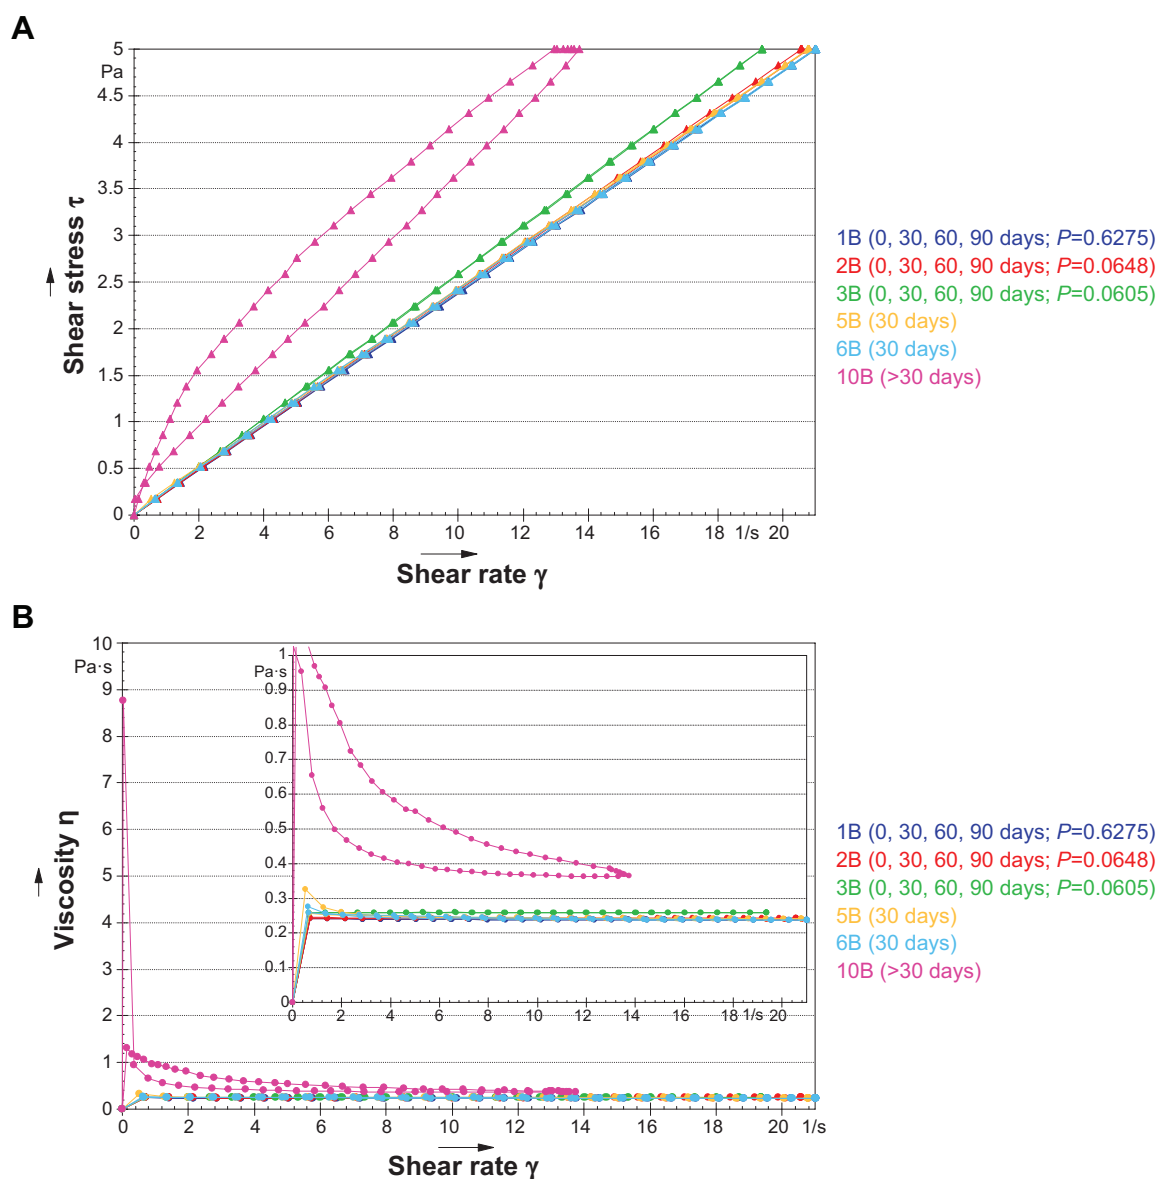 A
5
Pa
4.5
4
3.5
3
2.5
2
1.5
1
0.5
0
Shear stress τ
0 2 4 6 8 10 12 14 16 18 1/s 20
Shear rate γ
1B (0, 30, 60, 90 days; P=0.6275)
2B (0, 30, 60, 90 days; P=0.0648)
3B (0, 30, 60, 90 days; P=0.0605)
5B (30 days)
6B (30 days)
10B (>30 days)
B
10
Pa·s
9
8
7
6
5
4
3
2
1
0
Viscosity η
1
Pa·s
0.9
0.8
0.7
0.6
0.5
0.4
0.3
0.2
0.1
0
0 2 4 6 8 10 12 14 16 18 1/s 20
0 2 4 6 8 10 12 14 16 18 20 1/s
Shear rate γ
1B (0, 30, 60, 90 days; P=0.6275)
2B (0, 30, 60, 90 days; P=0.0648)
3B (0, 30, 60, 90 days; P=0.0605)
5B (30 days)
6B (30 days)
10B (>30 days)